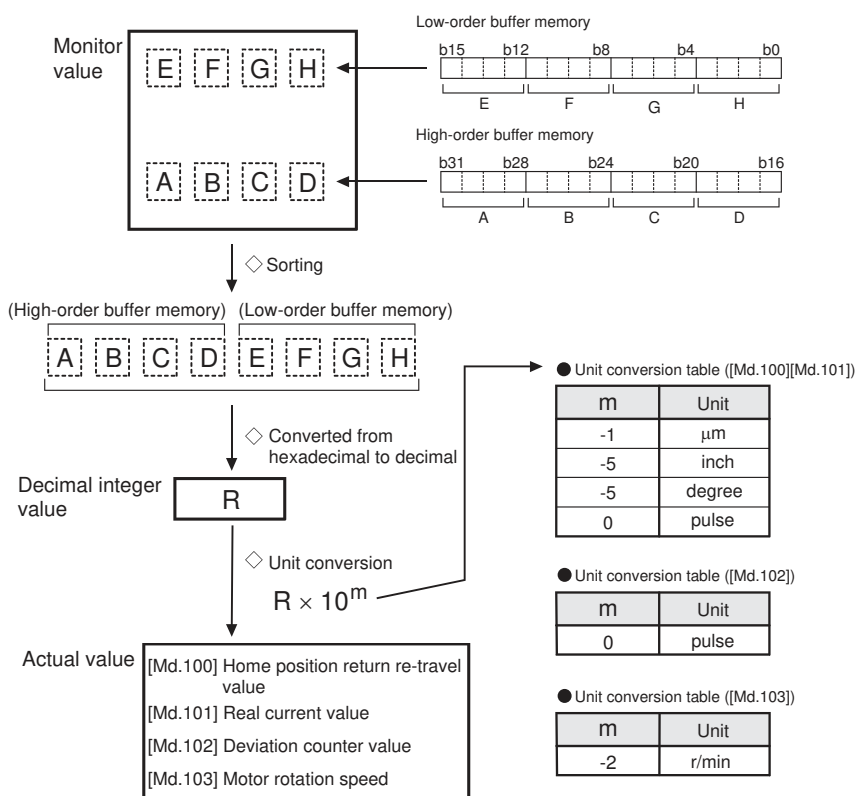 Low-order buffer memory
Monitor value
E F G H
b15 b12 b8 b4 b0
E F G H
High-order buffer memory
A B C D
b31 b28 b24 b20 b16
A B C D
◇ Sorting
(High-order buffer memory) (Low-order buffer memory)
A B C D E F G H
◇ Converted from
hexadecimal to decimal
Decimal integer
value
R
◇ Unit conversion
R × 10^m
● Unit conversion table ([Md.100][Md.101])
m Unit
-1 μm
-5 inch
-5 degree
0 pulse
● Unit conversion table ([Md.102])
m Unit
0 pulse
● Unit conversion table ([Md.103])
m Unit
-2 r/min
Actual value
[Md.100] Home position return re-travel
value
[Md.101] Real current value
[Md.102] Deviation counter value
[Md.103] Motor rotation speed